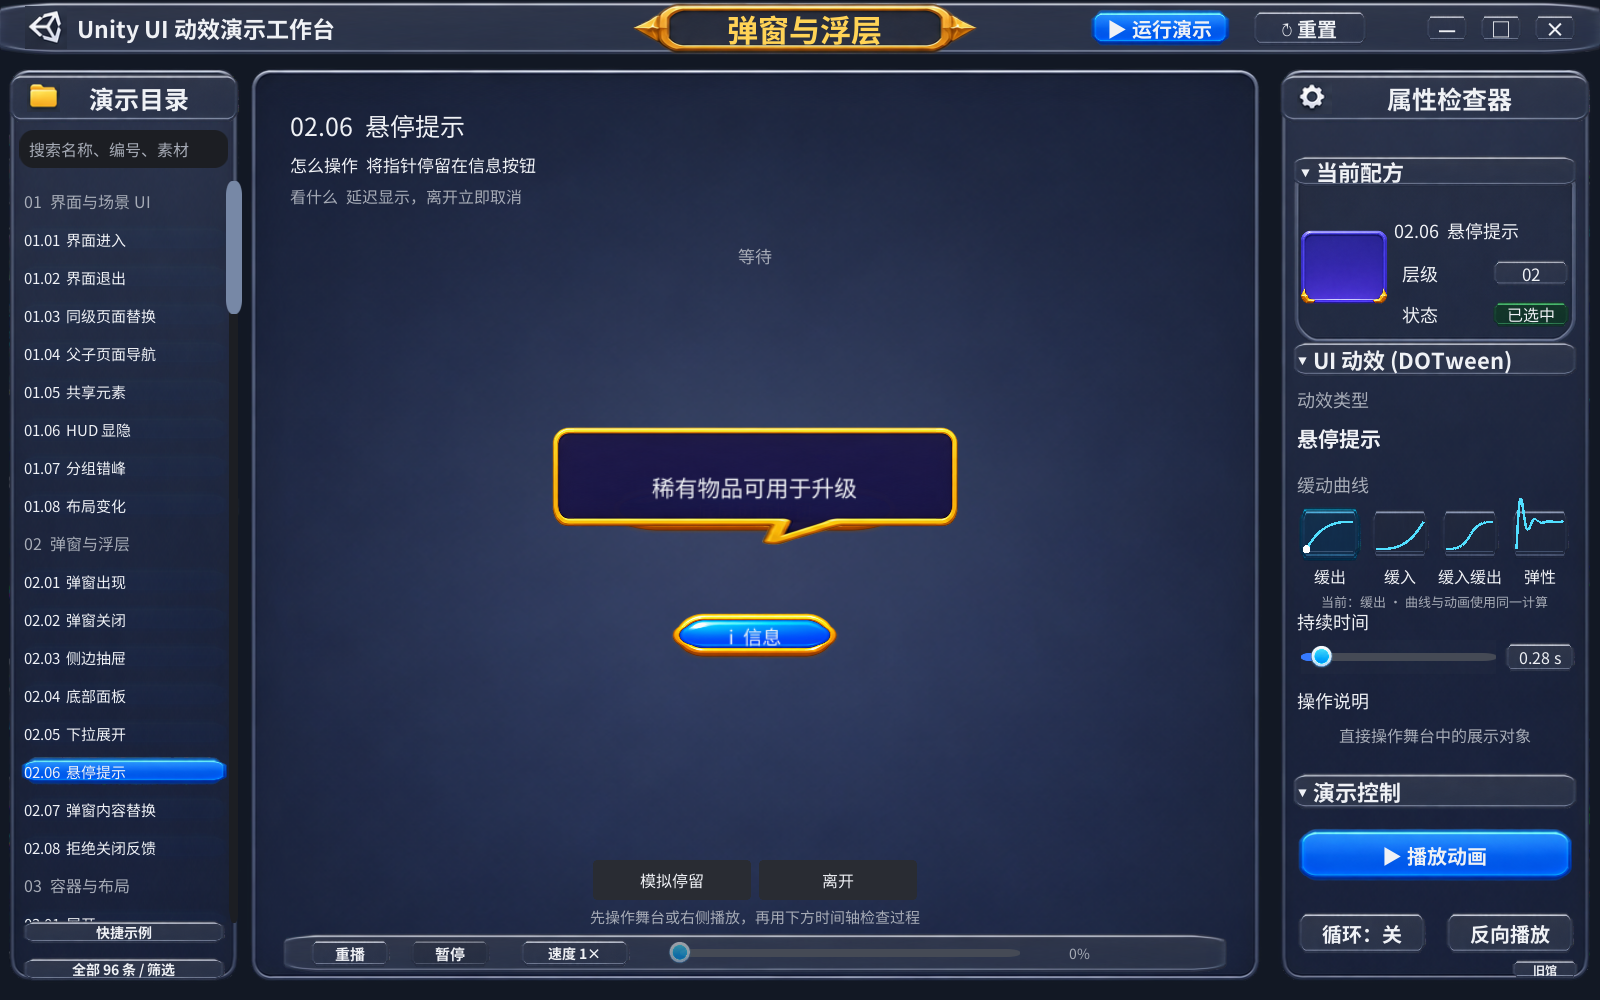 Unity UI 动效演示工作台
弹窗与浮层
▶ 运行演示
重置
演示目录
搜索名称、编号、素材
01 界面与场景 UI
01.01 界面进入
01.02 界面退出
01.03 同级页面替换
01.04 父子页面导航
01.05 共享元素
01.06 HUD 显隐
01.07 分组错峰
01.08 布局变化
02 弹窗与浮层
02.01 弹窗出现
02.02 弹窗关闭
02.03 侧边抽屉
02.04 底部面板
02.05 下拉展开
02.06 悬停提示
02.07 弹窗内容替换
02.08 拒绝关闭反馈
03 容器与布局
快捷示例
全部 96 条 / 筛选
02.06 悬停提示
怎么操作 将指针停留在信息按钮
看什么 延迟显示，离开立即取消
等待
稀有物品可用于升级
i 信息
模拟停留
离开
先操作舞台或右侧播放，再用下方时间轴检查过程
重播
暂停
速度 1×
0%
属性检查器
▼ 当前配方
02.06 悬停提示
层级
02
状态
已选中
▼ UI 动效 (DOTween)
动效类型
悬停提示
缓动曲线
缓出
缓入
缓入缓出
弹性
当前：缓出 · 曲线与动画使用同一计算
持续时间
0.28 s
操作说明
直接操作舞台中的展示对象
▼ 演示控制
▶ 播放动画
循环：关
反向播放
旧馆